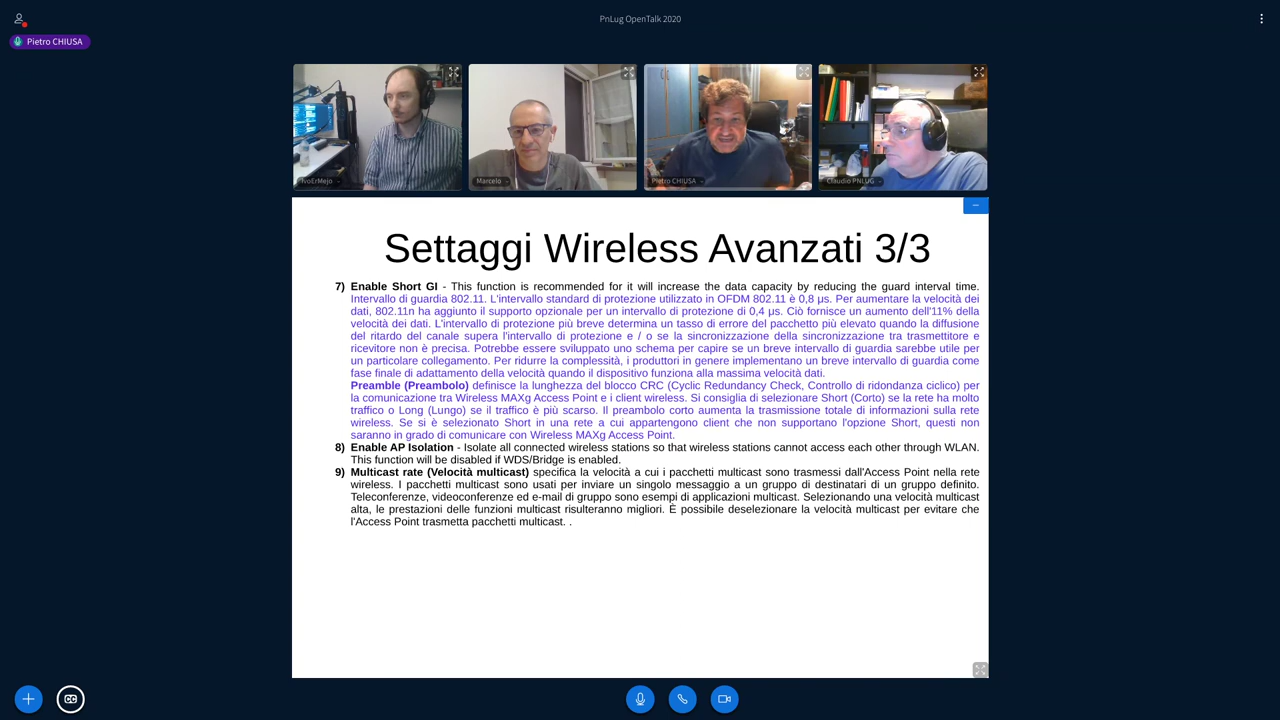 PnLug OpenTalk 2020
Pietro CHIUSA
IvoErMejo
Marcelo
Pietro CHIUSA
Claudio PNLUG
Settaggi Wireless Avanzati 3/3
7) Enable Short GI - This function is recommended for it will increase the data capacity by reducing the guard interval time.
Intervallo di guardia 802.11. L'intervallo standard di protezione utilizzato in OFDM 802.11 è 0,8 μs. Per aumentare la velocità dei
dati, 802.11n ha aggiunto il supporto opzionale per un intervallo di protezione di 0,4 μs. Ciò fornisce un aumento dell'11% della
velocità dei dati. L'intervallo di protezione più breve determina un tasso di errore del pacchetto più elevato quando la diffusione
del ritardo del canale supera l'intervallo di protezione e / o se la sincronizzazione della sincronizzazione tra trasmettitore e
ricevitore non è precisa. Potrebbe essere sviluppato uno schema per capire se un breve intervallo di guardia sarebbe utile per
un particolare collegamento. Per ridurre la complessità, i produttori in genere implementano un breve intervallo di guardia come
fase finale di adattamento della velocità quando il dispositivo funziona alla massima velocità dati.
Preamble (Preambolo) definisce la lunghezza del blocco CRC (Cyclic Redundancy Check, Controllo di ridondanza ciclico) per
la comunicazione tra Wireless MAXg Access Point e i client wireless. Si consiglia di selezionare Short (Corto) se la rete ha molto
traffico o Long (Lungo) se il traffico è più scarso. Il preambolo corto aumenta la trasmissione totale di informazioni sulla rete
wireless. Se si è selezionato Short in una rete a cui appartengono client che non supportano l'opzione Short, questi non
saranno in grado di comunicare con Wireless MAXg Access Point.
8) Enable AP Isolation - Isolate all connected wireless stations so that wireless stations cannot access each other through WLAN.
This function will be disabled if WDS/Bridge is enabled.
9) Multicast rate (Velocità multicast) specifica la velocità a cui i pacchetti multicast sono trasmessi dall'Access Point nella rete
wireless. I pacchetti multicast sono usati per inviare un singolo messaggio a un gruppo di destinatari di un gruppo definito.
Teleconferenze, videoconferenze ed e-mail di gruppo sono esempi di applicazioni multicast. Selezionando una velocità multicast
alta, le prestazioni delle funzioni multicast risulteranno migliori. È possibile deselezionare la velocità multicast per evitare che
l'Access Point trasmetta pacchetti multicast. .
CC